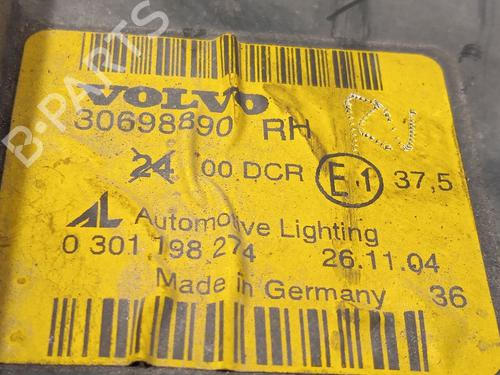 VOLVO
30698890 RH
24 00 DCR E1 37,5
AL Automotive Lighting
0 301 198 274 26.11.04
Made in Germany 36
B-Parts